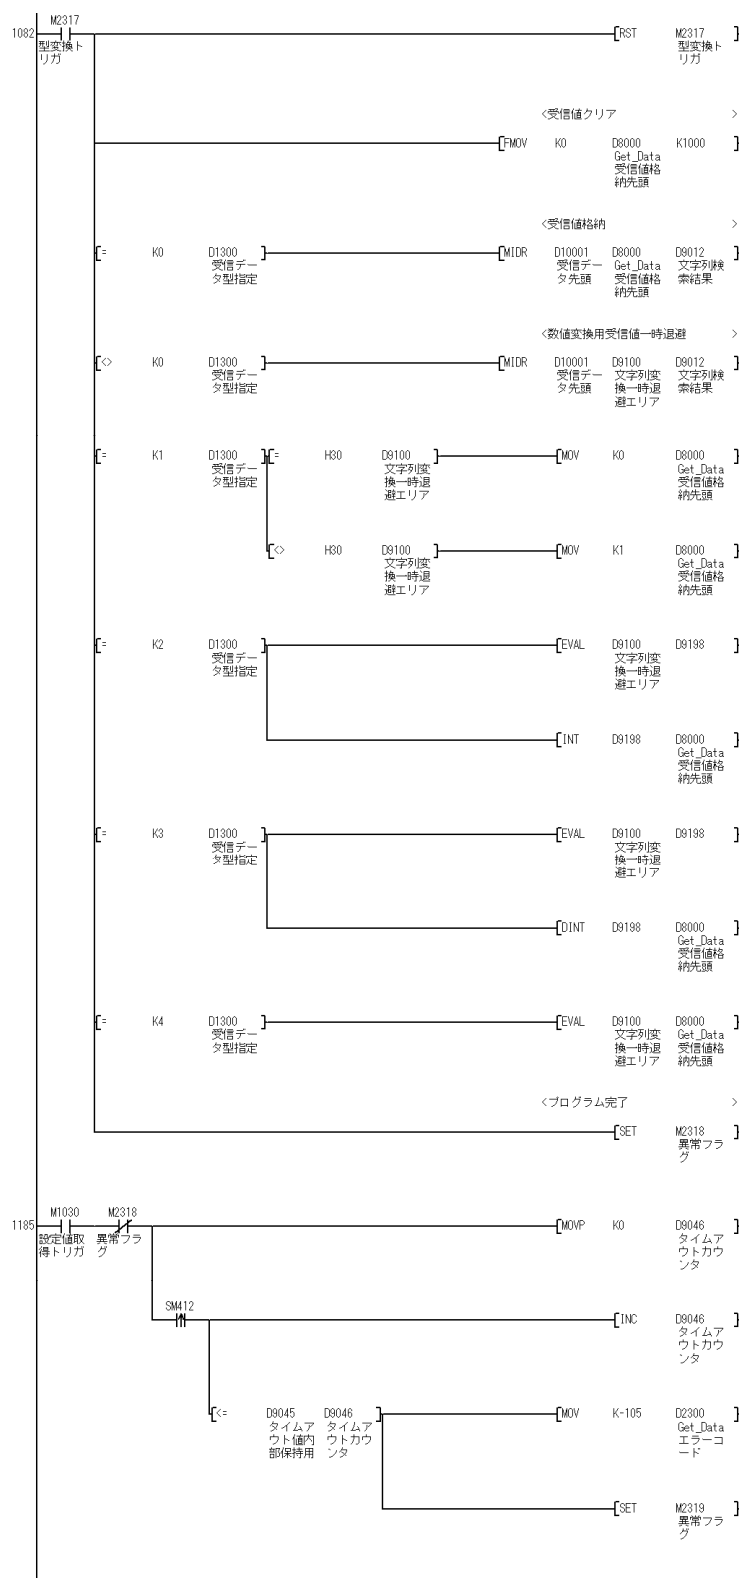 M2317
1082 RST M2317
型変換ト 型変換ト
リガ リガ
<受信値クリア >
FMOV K0 D8000 K1000
Get_Data
受信値格
納先頭
<受信値格納 >
= K0 D1300 MIDR D10001 D8000 D9012
受信デー 受信デー Get_Data 文字列検
タ型指定 タ先頭 受信値格 索結果
納先頭
<数値変換用受信値一時退避 >
<> K0 D1300 MIDR D10001 D9100 D9012
受信デー 受信デー 文字列変 文字列検
タ型指定 タ先頭 換一時退 索結果
避エリア
= K1 D1300 = H30 D9100 MOV K0 D8000
受信デー 文字列変 Get_Data
タ型指定 換一時退 受信値格
避エリア 納先頭
<> H30 D9100 MOV K1 D8000
文字列変 Get_Data
換一時退 受信値格
避エリア 納先頭
= K2 D1300 EVAL D9100 D9198
受信デー 文字列変
タ型指定 換一時退
避エリア
INT D9198 D8000
Get_Data
受信値格
納先頭
= K3 D1300 EVAL D9100 D9198
受信デー 文字列変
タ型指定 換一時退
避エリア
DINT D9198 D8000
Get_Data
受信値格
納先頭
= K4 D1300 EVAL D9100 D8000
受信デー 文字列変 Get_Data
タ型指定 換一時退 受信値格
避エリア 納先頭
<プログラム完了 >
SET M2318
異常フラ
グ
M1030 M2318
1185 MOVP K0 D9046
設定値取 異常フラ タイムア
得トリガ グ ウトカウ
ンタ
SM412
INC D9046
タイムア
ウトカウ
ンタ
<= D9045 D9046 MOV K-105 D2300
タイムア タイムア Get_Data
ウト値内 ウトカウ エラーコ
部保持用 ンタ ード
SET M2319
異常フラ
グ